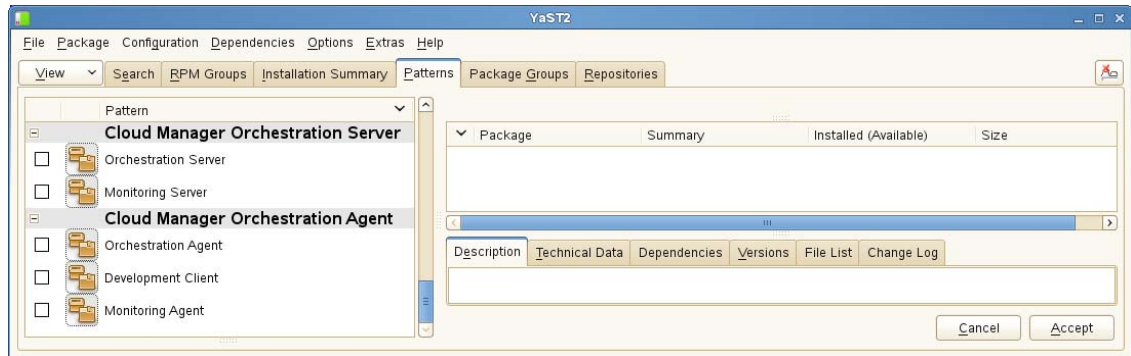 YaST2
File Package Configuration Dependencies Options Extras Help
View Search RPM Groups Installation Summary Patterns Package Groups Repositories
Pattern
Cloud Manager Orchestration Server
Orchestration Server
Monitoring Server
Cloud Manager Orchestration Agent
Orchestration Agent
Development Client
Monitoring Agent
Package Summary Installed (Available) Size
Description Technical Data Dependencies Versions File List Change Log
Cancel Accept